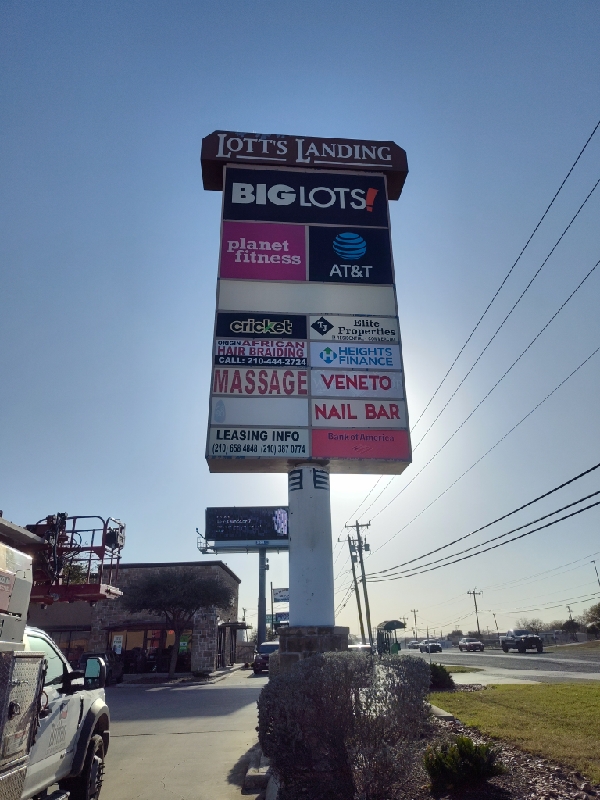 LOTT'S LANDING
BIG LOTS!
planet
fitness
AT&T
cricket
TJ
Elite
Properties
AFRICAN
HAIR BRAIDING
CALL: 210-444-2724
HEIGHTS
FINANCE
MASSAGE
VENETO
NAIL BAR
LEASING INFO
(210) 658 4848 (210) 387 0774
Bank of America